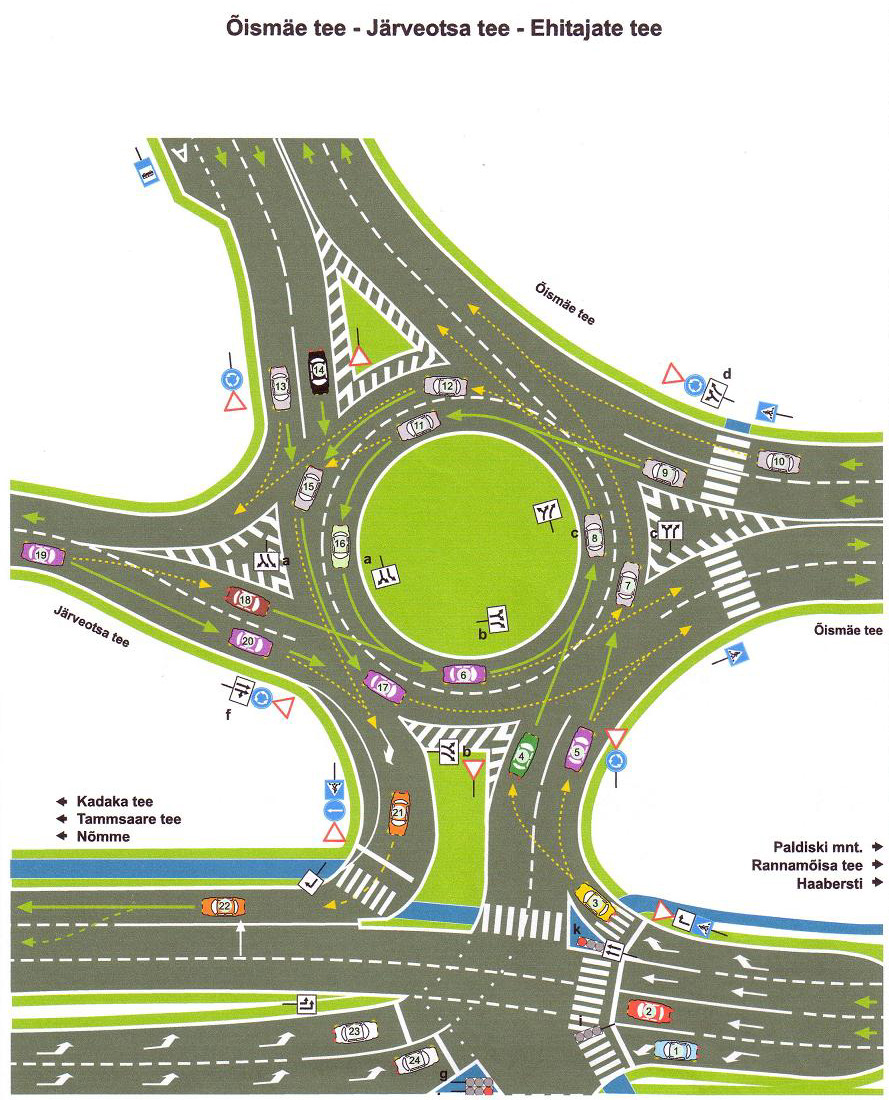 Õismäe tee - Järveotsa tee - Ehitajate tee
A
Õismäe tee
d
14
13
12
11
10
9
15
16
8
c
c
a
a
19
7
18
b
20
6
17
Järveotsa tee
Õismäe tee
f
b
4
5
21
← Kadaka tee
← Tammsaare tee
← Nõmme
Paldiski mnt. →
Rannamõisa tee →
Haabersti →
22
3
k
2
i
1
23
24
g